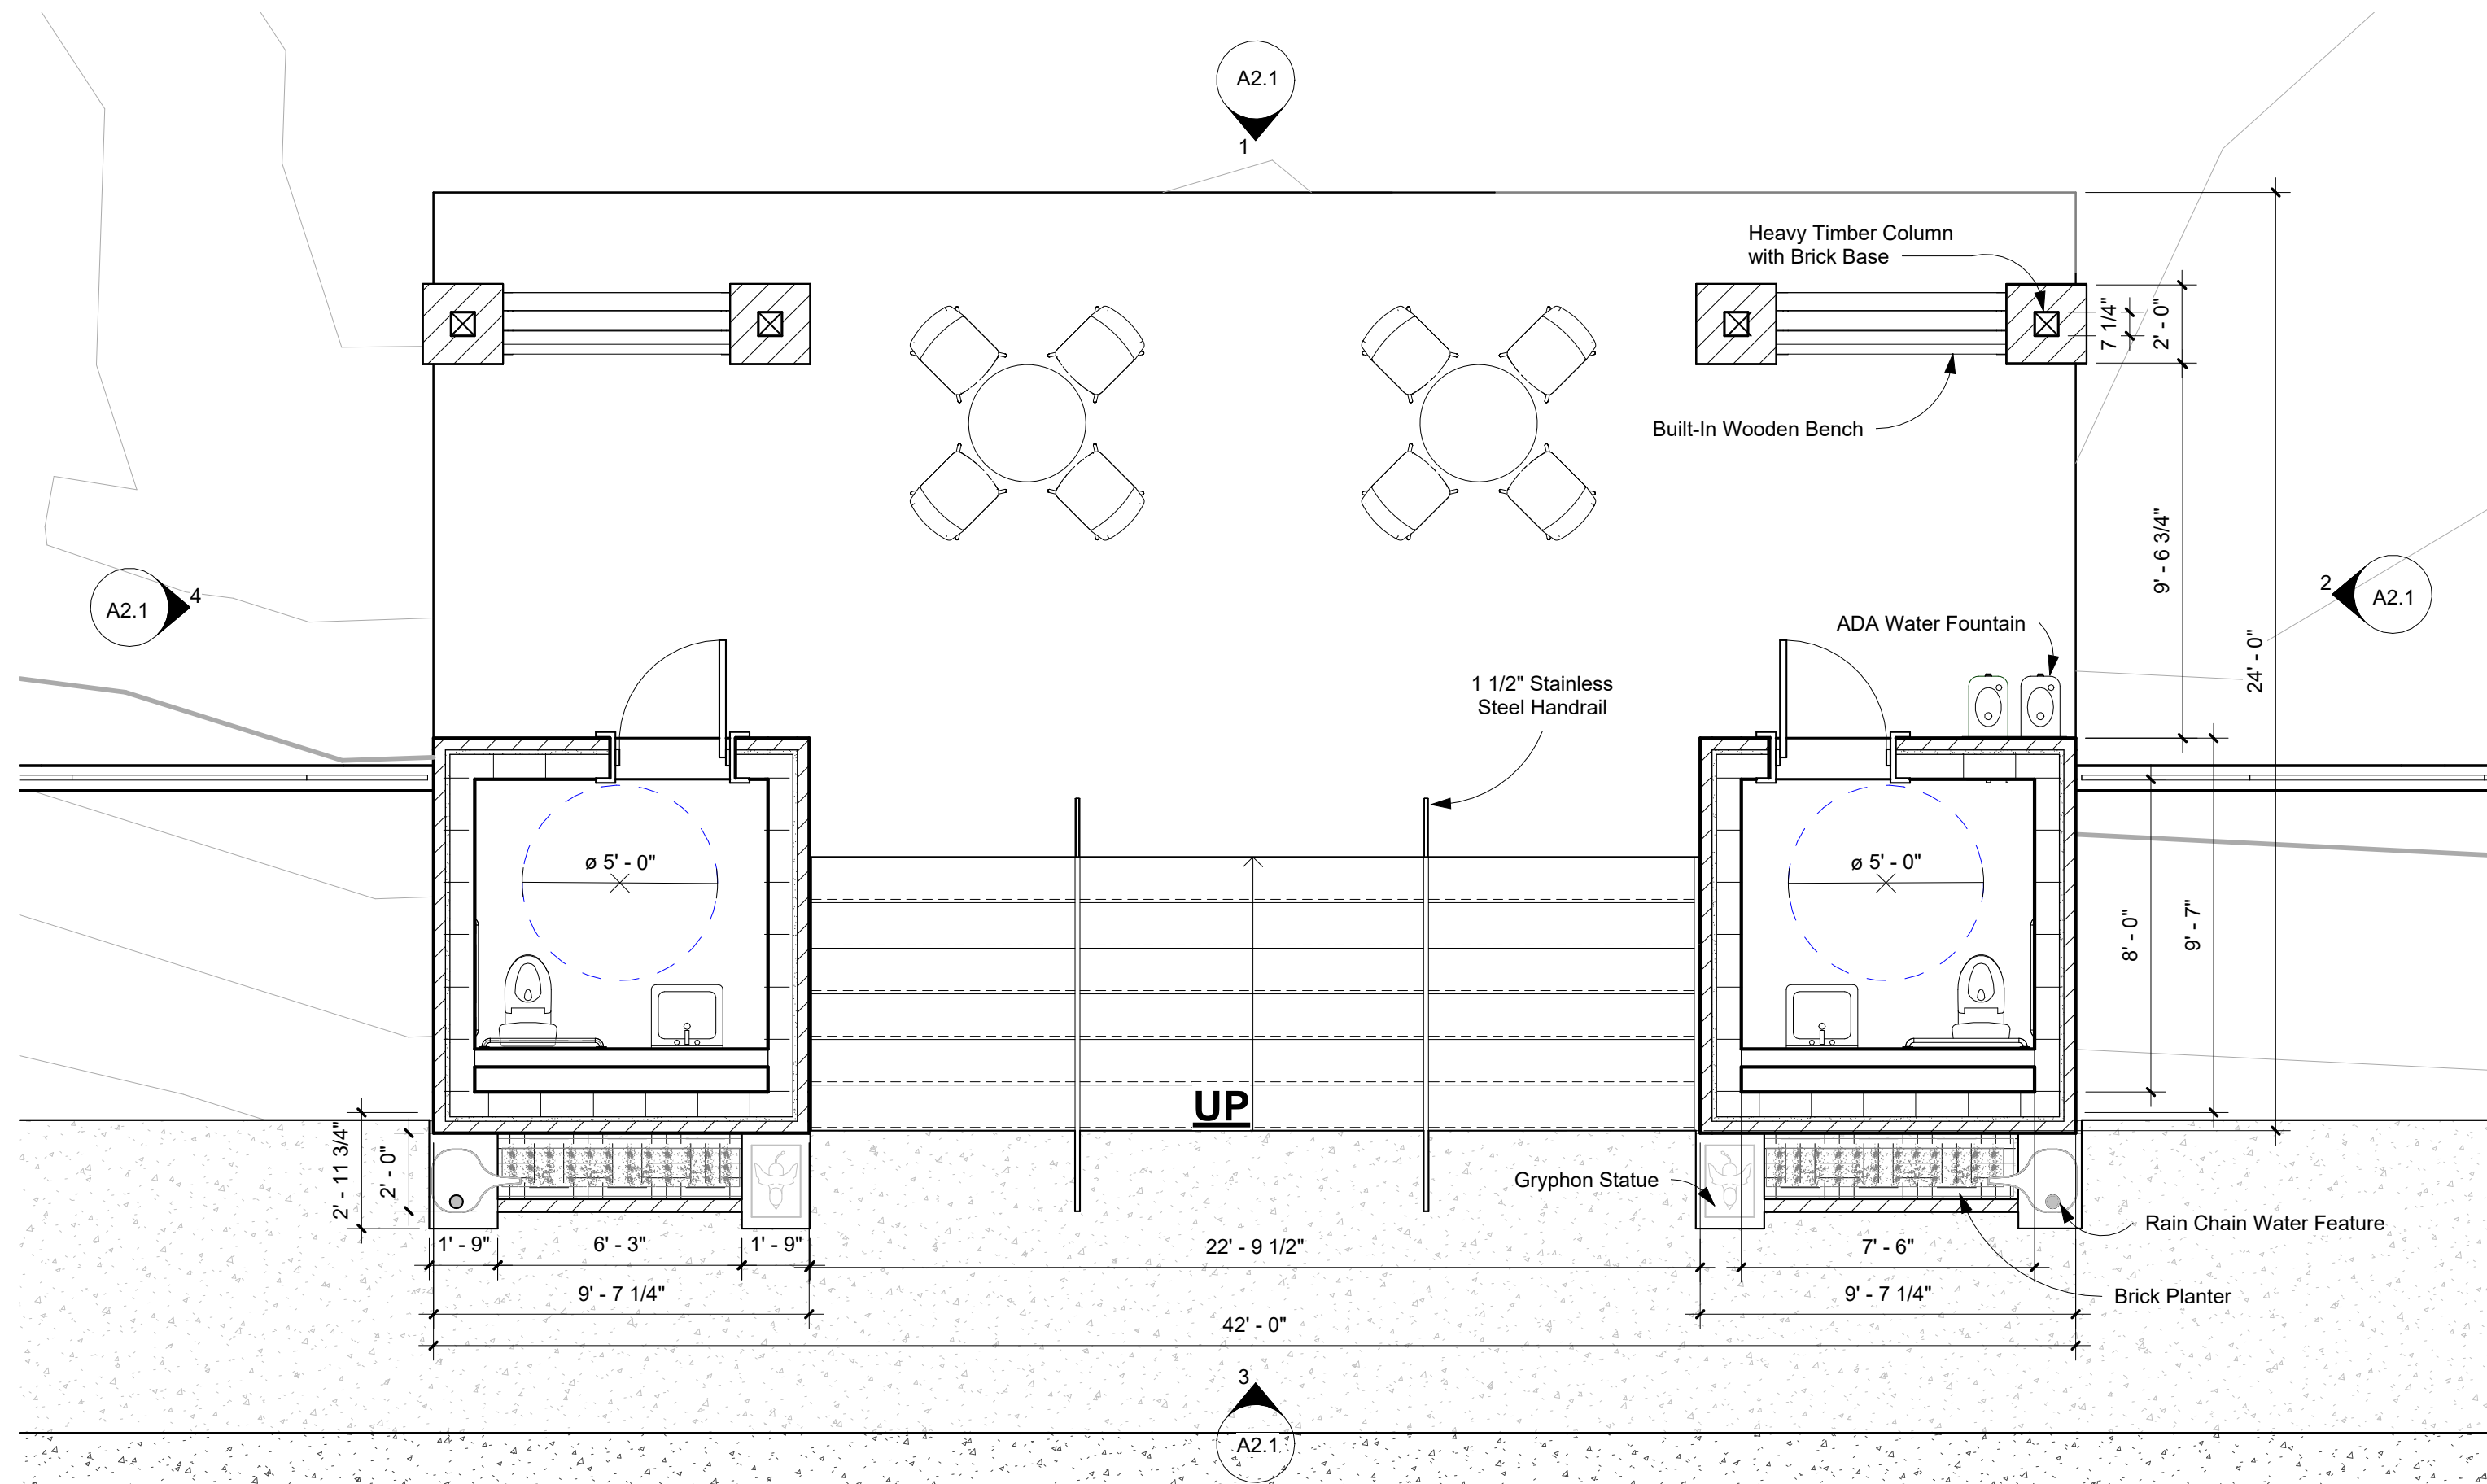 A2.1
1
Heavy Timber Column
with Brick Base
7 1/4"
2' - 0"
Built-In Wooden Bench
9' - 6 3/4"
A2.1
4
2
A2.1
ADA Water Fountain
24' - 0"
1 1/2" Stainless
Steel Handrail
ø 5' - 0"
ø 5' - 0"
8' - 0"
9' - 7"
UP
2' - 11 3/4"
2' - 0"
Gryphon Statue
Rain Chain Water Feature
1' - 9"
6' - 3"
1' - 9"
22' - 9 1/2"
7' - 6"
9' - 7 1/4"
9' - 7 1/4"
Brick Planter
42' - 0"
3
A2.1